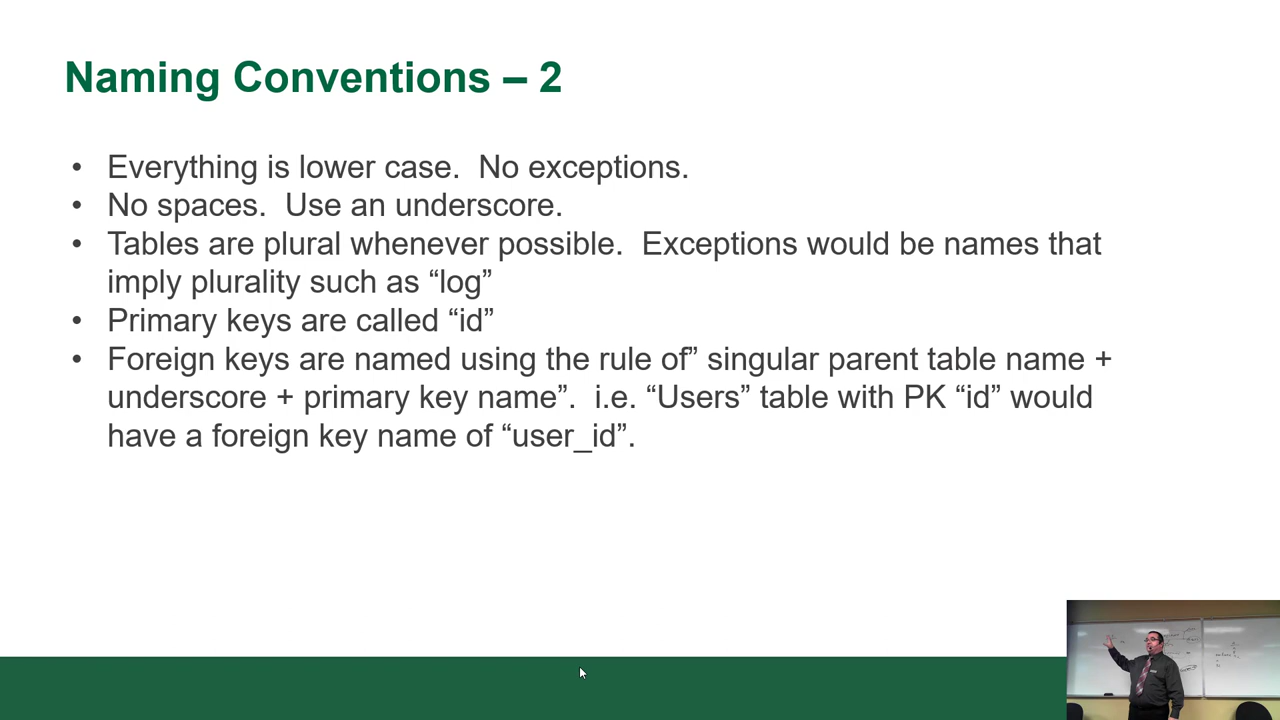 Naming Conventions – 2
• Everything is lower case.  No exceptions.
• No spaces.  Use an underscore.
• Tables are plural whenever possible.  Exceptions would be names that
imply plurality such as “log”
• Primary keys are called “id”
• Foreign keys are named using the rule of” singular parent table name +
underscore + primary key name”.  i.e. “Users” table with PK “id” would
have a foreign key name of “user_id”.